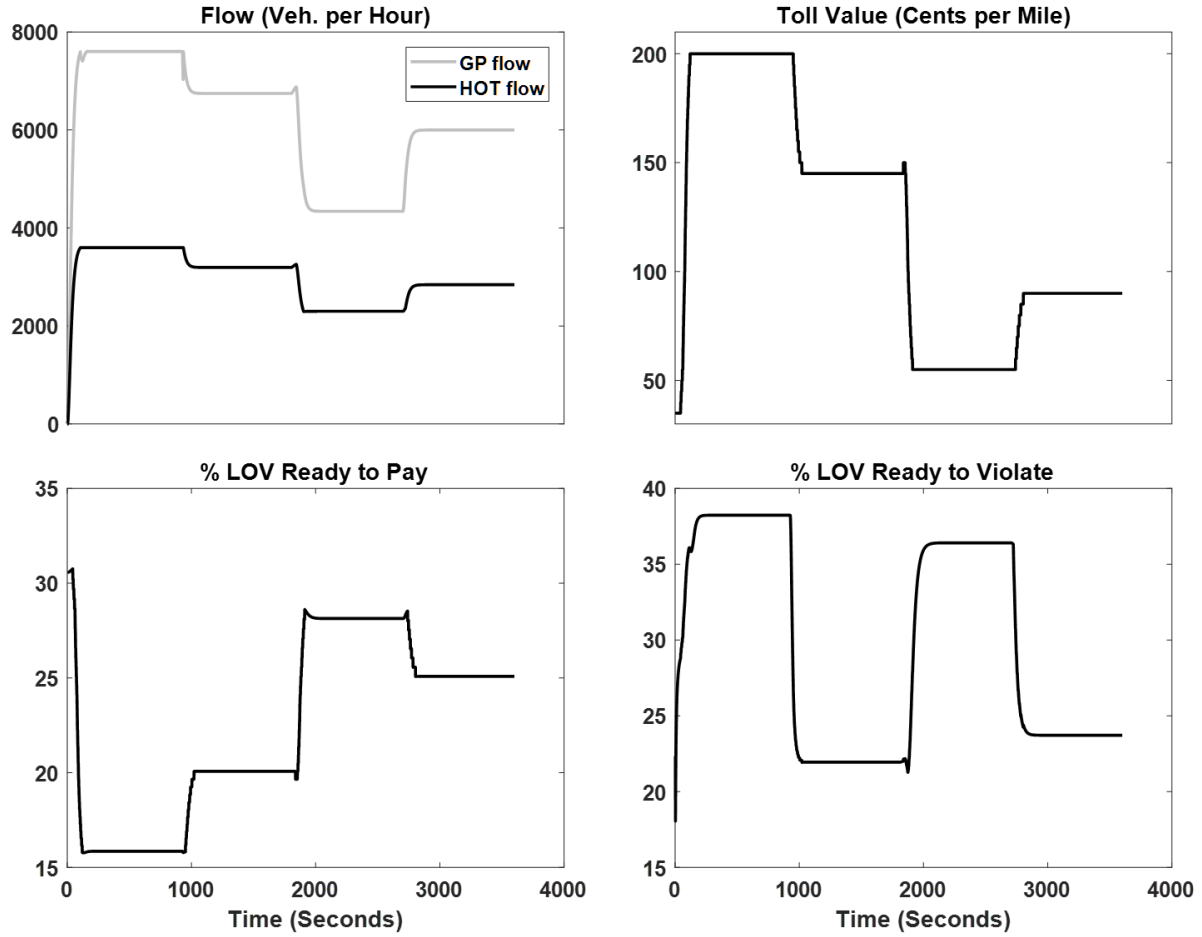 Flow (Veh. per Hour)
8000
6000
4000
2000
0
GP flow
HOT flow
Toll Value (Cents per Mile)
200
150
100
50
% LOV Ready to Pay
35
30
25
20
15
0 1000 2000 3000 4000
Time (Seconds)
% LOV Ready to Violate
40
35
30
25
20
15
0 1000 2000 3000 4000
Time (Seconds)